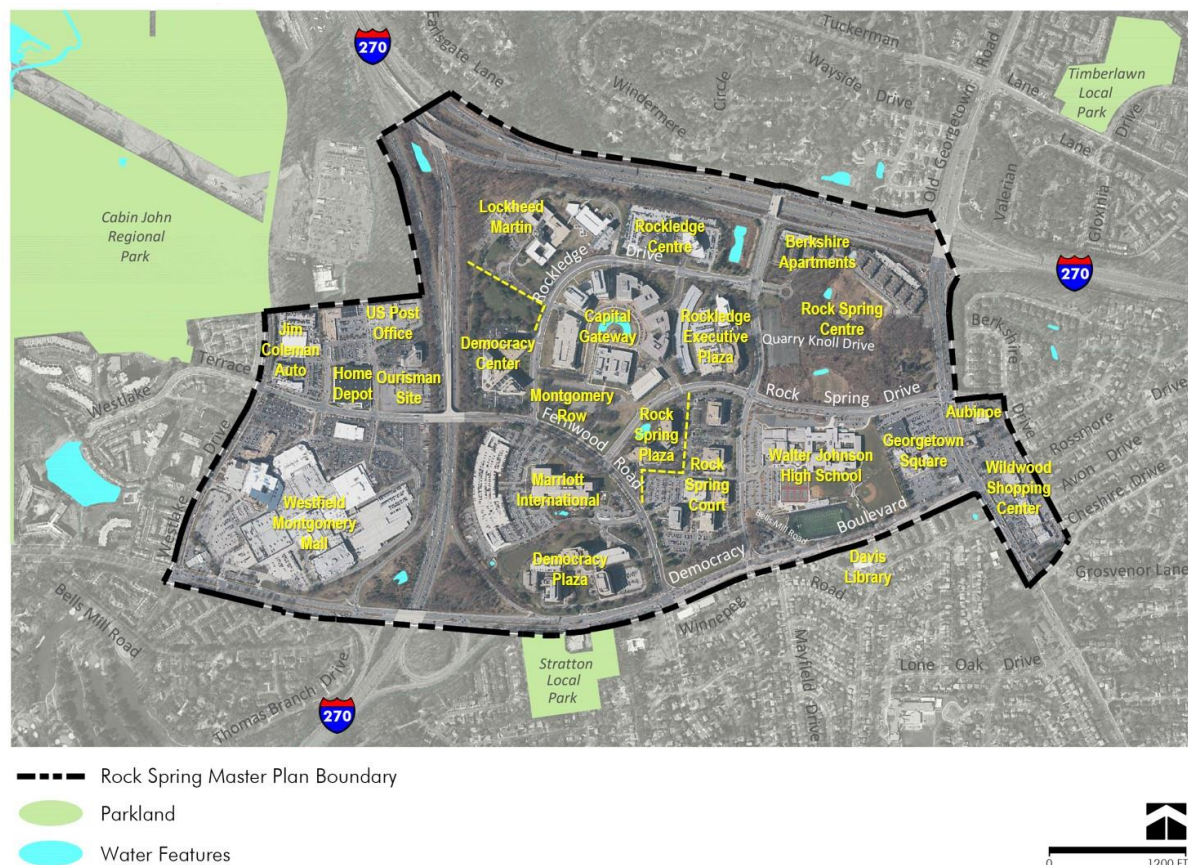 270
Earlsgate Lane
Tuckerman
Lane
Wayside Drive
Windermere
Circle
Old Georgetown
Road
Timberlawn
Local
Park
Lane
Drive
Valerian
Gloxinia
Cabin John
Regional
Park
Lockheed
Martin
Rockledge
Centre
Rockledge
Drive
Berkshire
Apartments
270
US Post
Office
Jim
Coleman
Auto
Home
Depot
Ourisman
Site
Democracy
Center
Capital
Gateway
Rockledge
Executive
Plaza
Rock Spring
Centre
Quarry Knoll Drive
Berkshire
Drive
Terrace
Westlake
Drive
Westlake
Montgomery
Row
Fernwood
Road
Rock
Spring
Plaza
Rock Spring Drive
Aubinoe
Georgetown
Square
Rossmore
Drive
Ava Drive
Cheshire Drive
Walter Johnson
High School
Rock
Spring
Court
Wildwood
Shopping
Center
Marriott
International
Westfield
Montgomery
Mall
Bells Mill Road
Democracy
Boulevard
Democracy
Plaza
Davis
Library
Grosvenor Lane
Bells Mill Road
Winnepeg
Road
Mayfield Drive
Lone Oak Drive
Stratton
Local
Park
Thomas Branch Drive
270
Rock Spring Master Plan Boundary
Parkland
Water Features
0 1200 FT